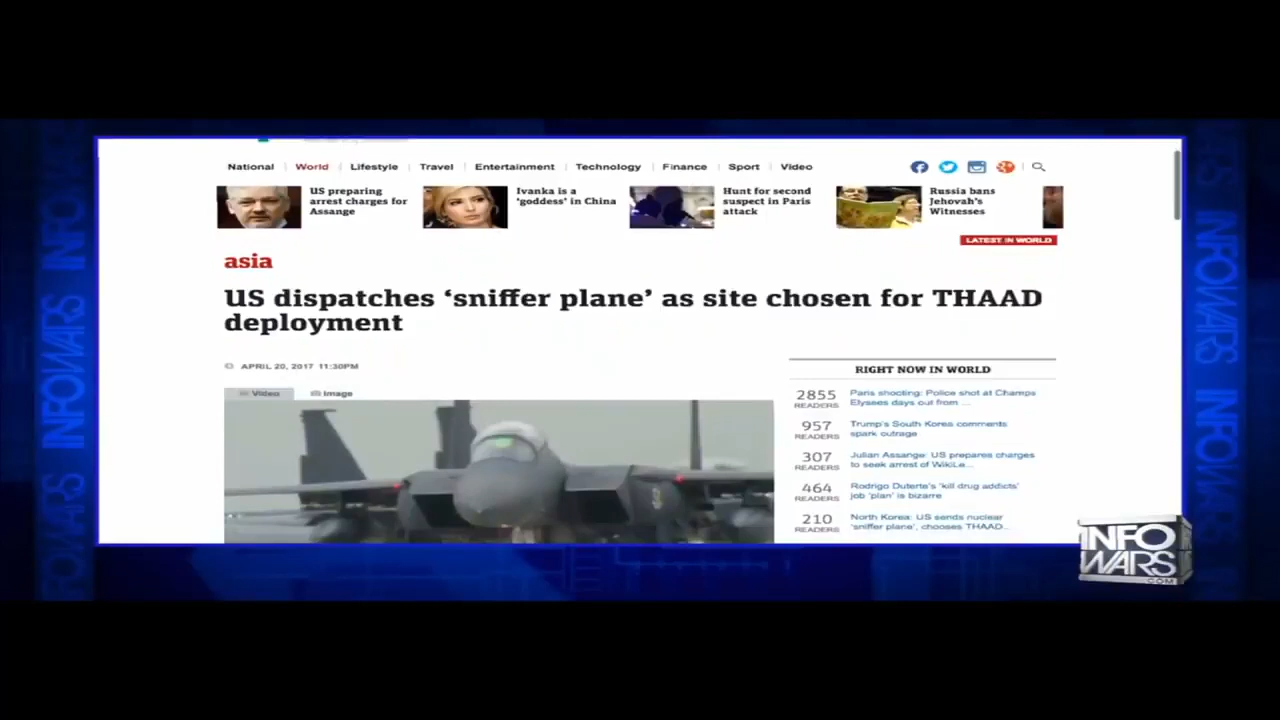 National World Lifestyle Travel Entertainment Technology Finance Sport Video
US preparing
arrest charges for
Assange
Ivanka is a
'goddess' in China
Hunt for second
suspect in Paris
attack
Russia bans
Jehovah's
Witnesses
LATEST IN WORLD
asia
US dispatches ‘sniffer plane’ as site chosen for THAAD
deployment
APRIL 20, 2017 11:30PM
Video Image
RIGHT NOW IN WORLD
2855
READERS
Paris shooting: Police shot at Champs
Elysees days out from ...
957
READERS
Trump's South Korea comments
spark outrage
307
READERS
Julian Assange: US prepares charges
to seek arrest of WikiLe...
464
READERS
Rodrigo Duterte's 'kill drug addicts'
job 'plan' is bizarre
210
READERS
North Korea: US sends nuclear
'sniffer plane', chooses THAAD...
INFO
WARS
.COM
INFOWARS
INFOWARS